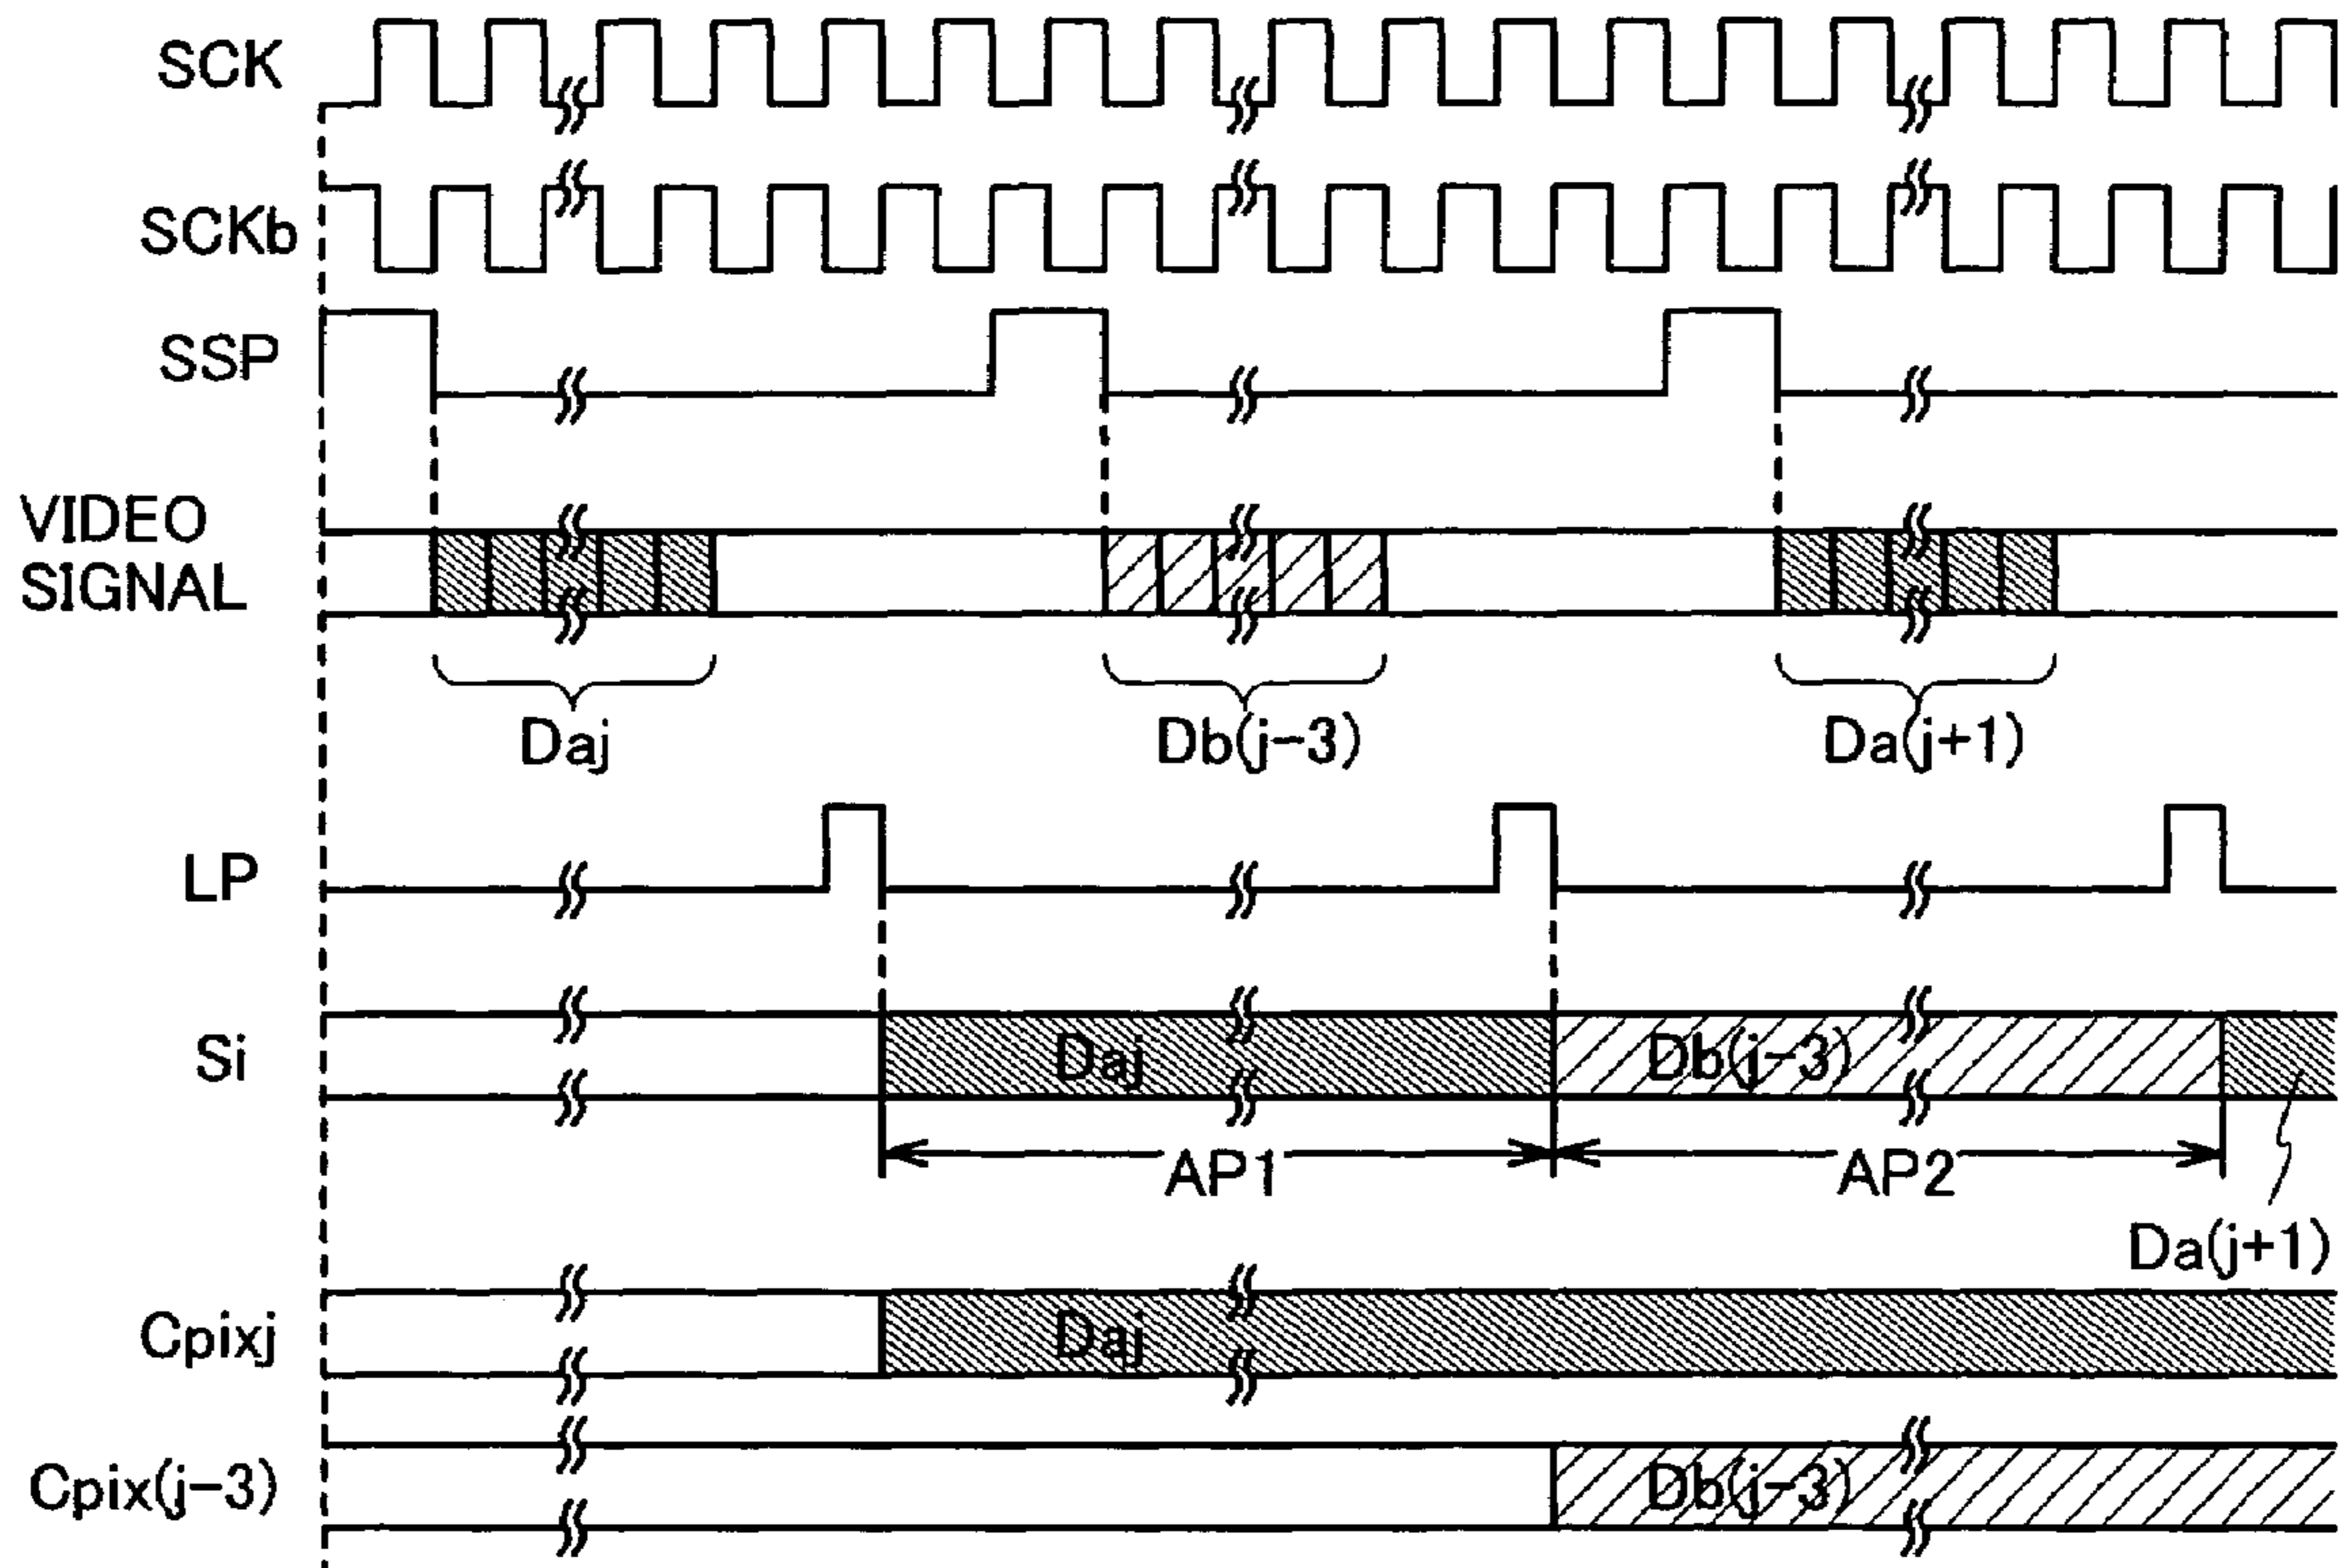 SCK
SCKb
SSP
VIDEO
SIGNAL
Daj
Db(j-3)
Da(j+1)
LP
Si
Daj
Db(j-3)
AP1
AP2
Da(j+1)
Cpixj
Daj
Cpix(j-3)
Db(j-3)